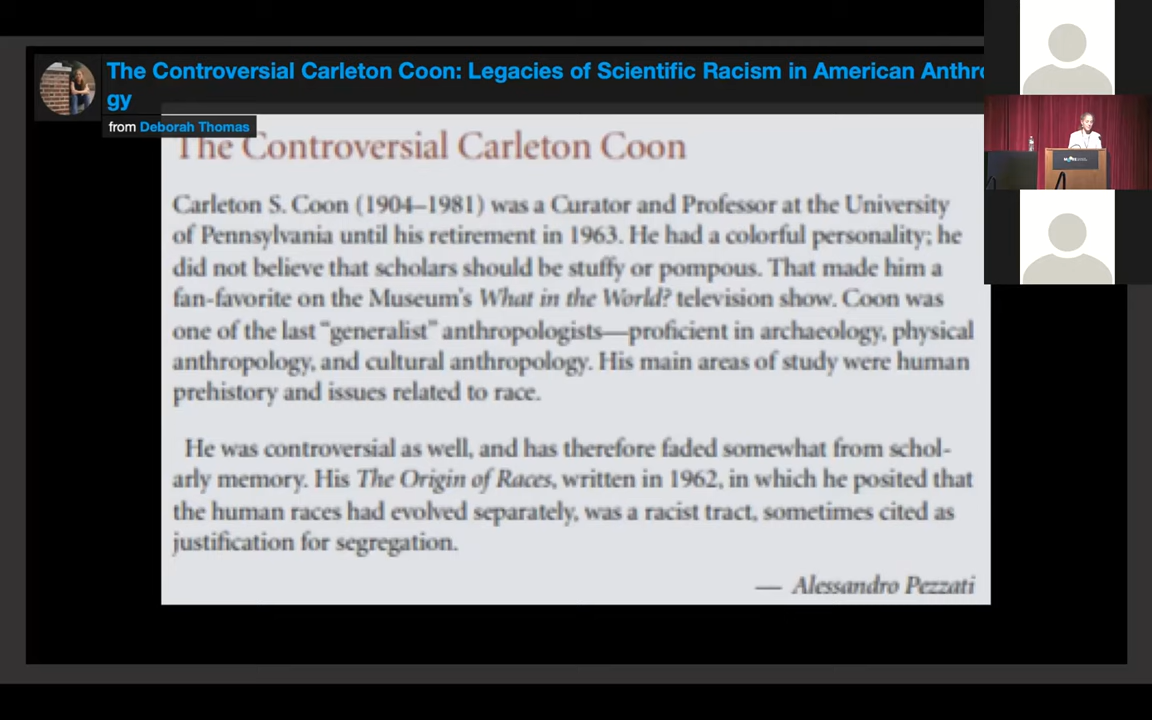 The Controversial Carleton Coon: Legacies of Scientific Racism in American Anthro
gy
from Deborah Thomas
The Controversial Carleton Coon
Carleton S. Coon (1904–1981) was a Curator and Professor at the University
of Pennsylvania until his retirement in 1963. He had a colorful personality; he
did not believe that scholars should be stuffy or pompous. That made him a
fan-favorite on the Museum's What in the World? television show. Coon was
one of the last "generalist" anthropologists—proficient in archaeology, physical
anthropology, and cultural anthropology. His main areas of study were human
prehistory and issues related to race.
He was controversial as well, and has therefore faded somewhat from schol-
arly memory. His The Origin of Races, written in 1962, in which he posited that
the human races had evolved separately, was a racist tract, sometimes cited as
justification for segregation.
— Alessandro Pezzati